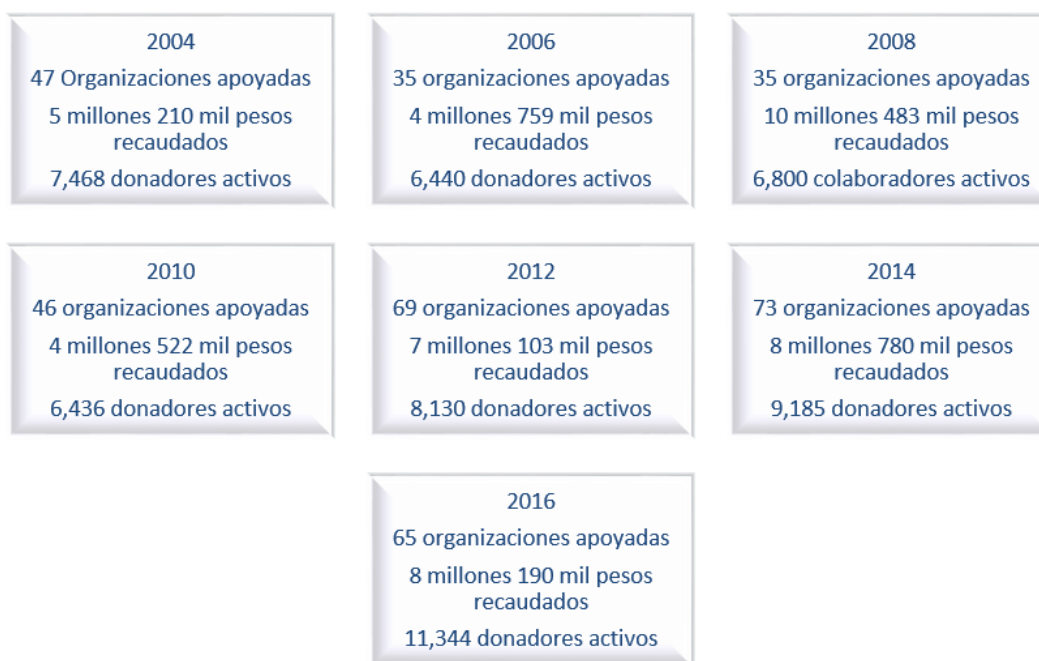 2004
47 Organizaciones apoyadas
5 millones 210 mil pesos
recaudados
7,468 donadores activos
2006
35 organizaciones apoyadas
4 millones 759 mil pesos
recaudados
6,440 donadores activos
2008
35 organizaciones apoyadas
10 millones 483 mil pesos
recaudados
6,800 colaboradores activos
2010
46 organizaciones apoyadas
4 millones 522 mil pesos
recaudados
6,436 donadores activos
2012
69 organizaciones apoyadas
7 millones 103 mil pesos
recaudados
8,130 donadores activos
2014
73 organizaciones apoyadas
8 millones 780 mil pesos
recaudados
9,185 donadores activos
2016
65 organizaciones apoyadas
8 millones 190 mil pesos
recaudados
11,344 donadores activos